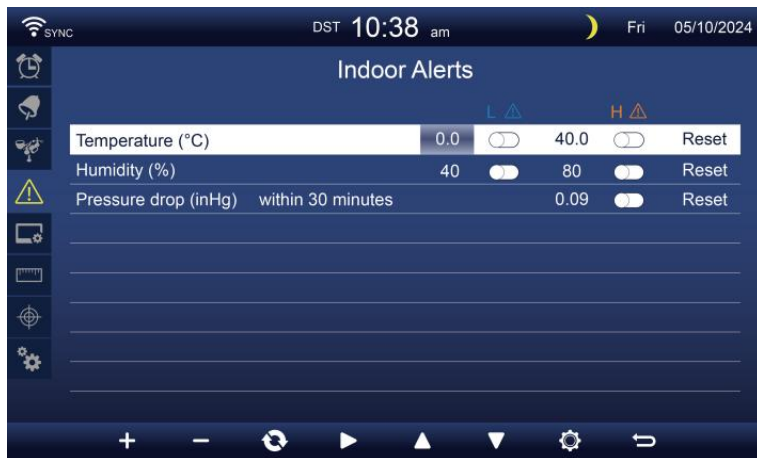 SYNC DST 10:38 am Fri 05/10/2024
Indoor Alerts
L H
Temperature (°C) 0.0 40.0 Reset
Humidity (%) 40 80 Reset
Pressure drop (inHg) within 30 minutes 0.09 Reset